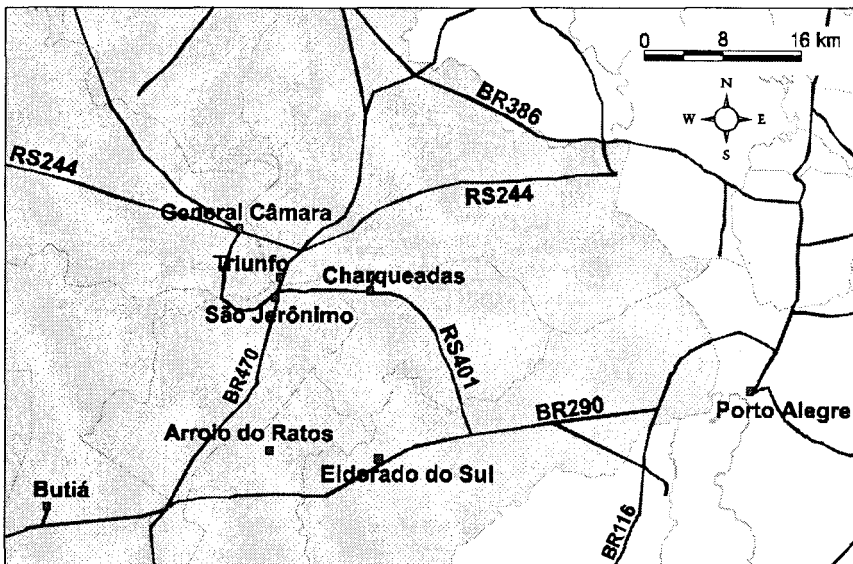 0 8 16 km
N
W E
S
BR386
RS244
RS244
General Câmara
Triunfo
Charqueadas
São Jerônimo
BR470
RS401
BR290
Porto Alegre
Arroio do Ratos
Eldorado do Sul
Butiá
BR116